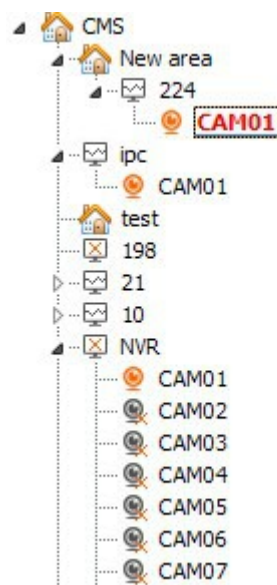 CMS
New area
224
CAM01
ipc
CAM01
test
198
21
10
NVR
CAM01
CAM02
CAM03
CAM04
CAM05
CAM06
CAM07